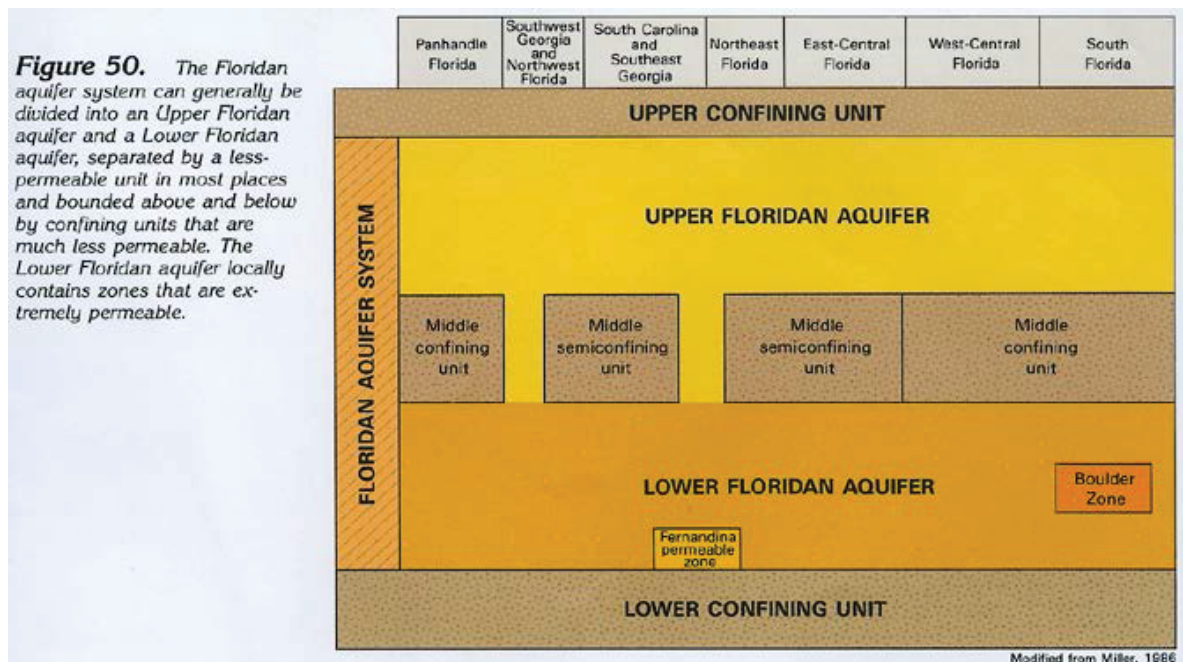 Figure 50. The Floridan
aquifer system can generally be
divided into an Upper Floridan
aquifer and a Lower Floridan
aquifer, separated by a less-
permeable unit in most places
and bounded above and below
by confining units that are
much less permeable. The
Lower Floridan aquifer locally
contains zones that are ex-
tremely permeable.
Panhandle
Florida
Southwest
Georgia
and
Northwest
Florida
South Carolina
and
Southeast
Georgia
Northeast
Florida
East-Central
Florida
West-Central
Florida
South
Florida
UPPER CONFINING UNIT
FLORIDAN AQUIFER SYSTEM
UPPER FLORIDAN AQUIFER
Middle
confining
unit
Middle
semiconfining
unit
Middle
semiconfining
unit
Middle
confining
unit
LOWER FLORIDAN AQUIFER
Boulder
Zone
Fernandina
permeable
zone
LOWER CONFINING UNIT
Modified from Miller, 1986